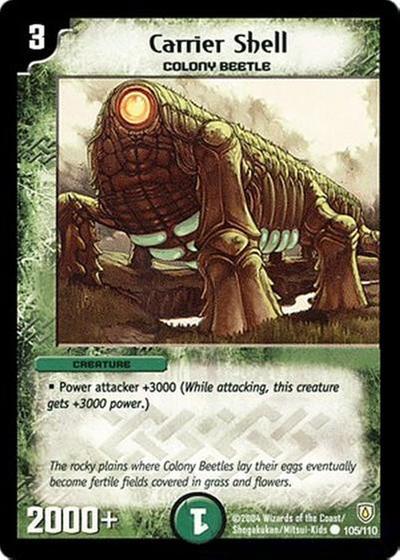 3
Carrier Shell
COLONY BEETLE
CREATURE
▪ Power attacker +3000 (While attacking, this creature
gets +3000 power.)
The rocky plains where Colony Beetles lay their eggs eventually
become fertile fields covered in grass and flowers.
2000+
1
©2004 Wizards of the Coast/
Shogakukan/Mitsui-Kids ● 105/110